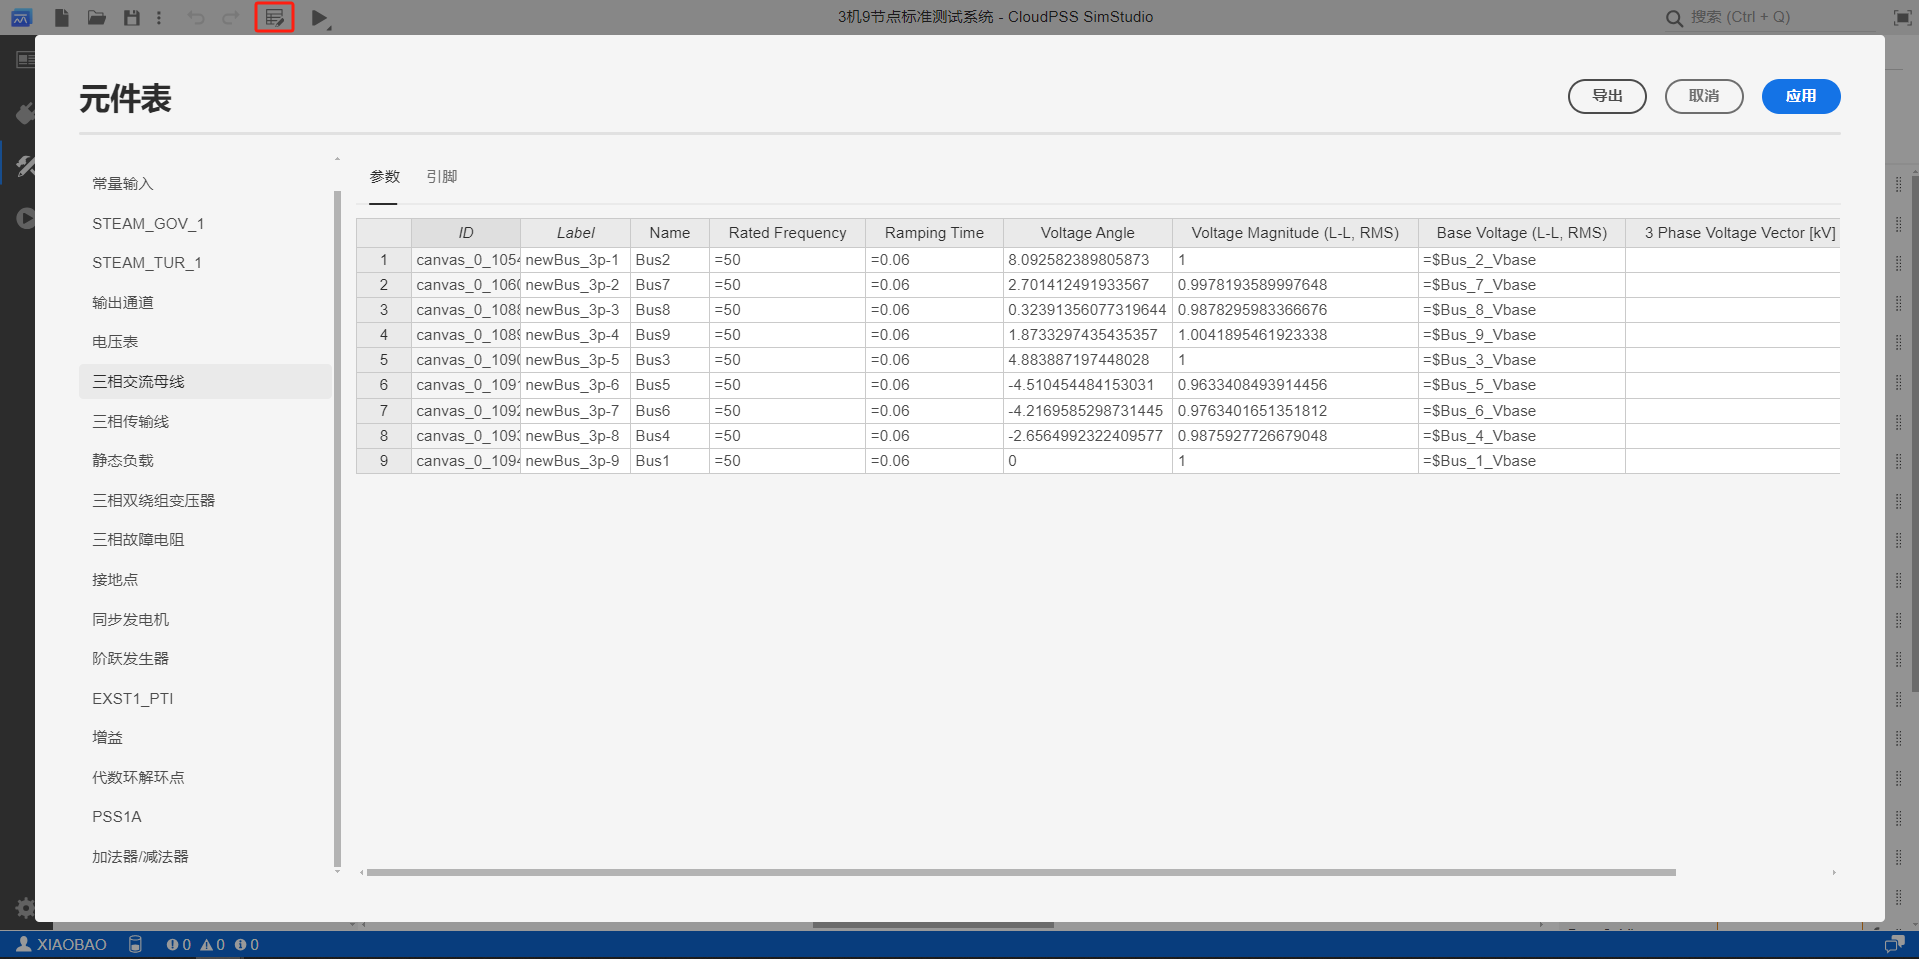 3机9节点标准测试系统 - CloudPSS SimStudio
搜索 (Ctrl + Q)
元件表
导出
取消
应用
常量输入
STEAM_GOV_1
STEAM_TUR_1
输出通道
电压表
三相交流母线
三相传输线
静态负载
三相双绕组变压器
三相故障电阻
接地点
同步发电机
阶跃发生器
EXST1_PTI
增益
代数环解环点
PSS1A
加法器/减法器
参数 引脚
ID Label Name Rated Frequency Ramping Time Voltage Angle Voltage Magnitude (L-L, RMS) Base Voltage (L-L, RMS) 3 Phase Voltage Vector [kV]
1 canvas_0_1054 newBus_3p-1 Bus2 =50 =0.06 8.092582389805873 1 =$Bus_2_Vbase
2 canvas_0_1060 newBus_3p-2 Bus7 =50 =0.06 2.701412491933567 0.9978193589997648 =$Bus_7_Vbase
3 canvas_0_1088 newBus_3p-3 Bus8 =50 =0.06 0.32391356077319644 0.9878295983366676 =$Bus_8_Vbase
4 canvas_0_1089 newBus_3p-4 Bus9 =50 =0.06 1.8733297435435357 1.0041895461923338 =$Bus_9_Vbase
5 canvas_0_1090 newBus_3p-5 Bus3 =50 =0.06 4.883887197448028 1 =$Bus_3_Vbase
6 canvas_0_1091 newBus_3p-6 Bus5 =50 =0.06 -4.510454484153031 0.9633408493914456 =$Bus_5_Vbase
7 canvas_0_1092 newBus_3p-7 Bus6 =50 =0.06 -4.2169585298731445 0.9763401651351812 =$Bus_6_Vbase
8 canvas_0_1093 newBus_3p-8 Bus4 =50 =0.06 -2.6564992322409577 0.9875927726679048 =$Bus_4_Vbase
9 canvas_0_1094 newBus_3p-9 Bus1 =50 =0.06 0 1 =$Bus_1_Vbase
XIAOBAO 0 0 0